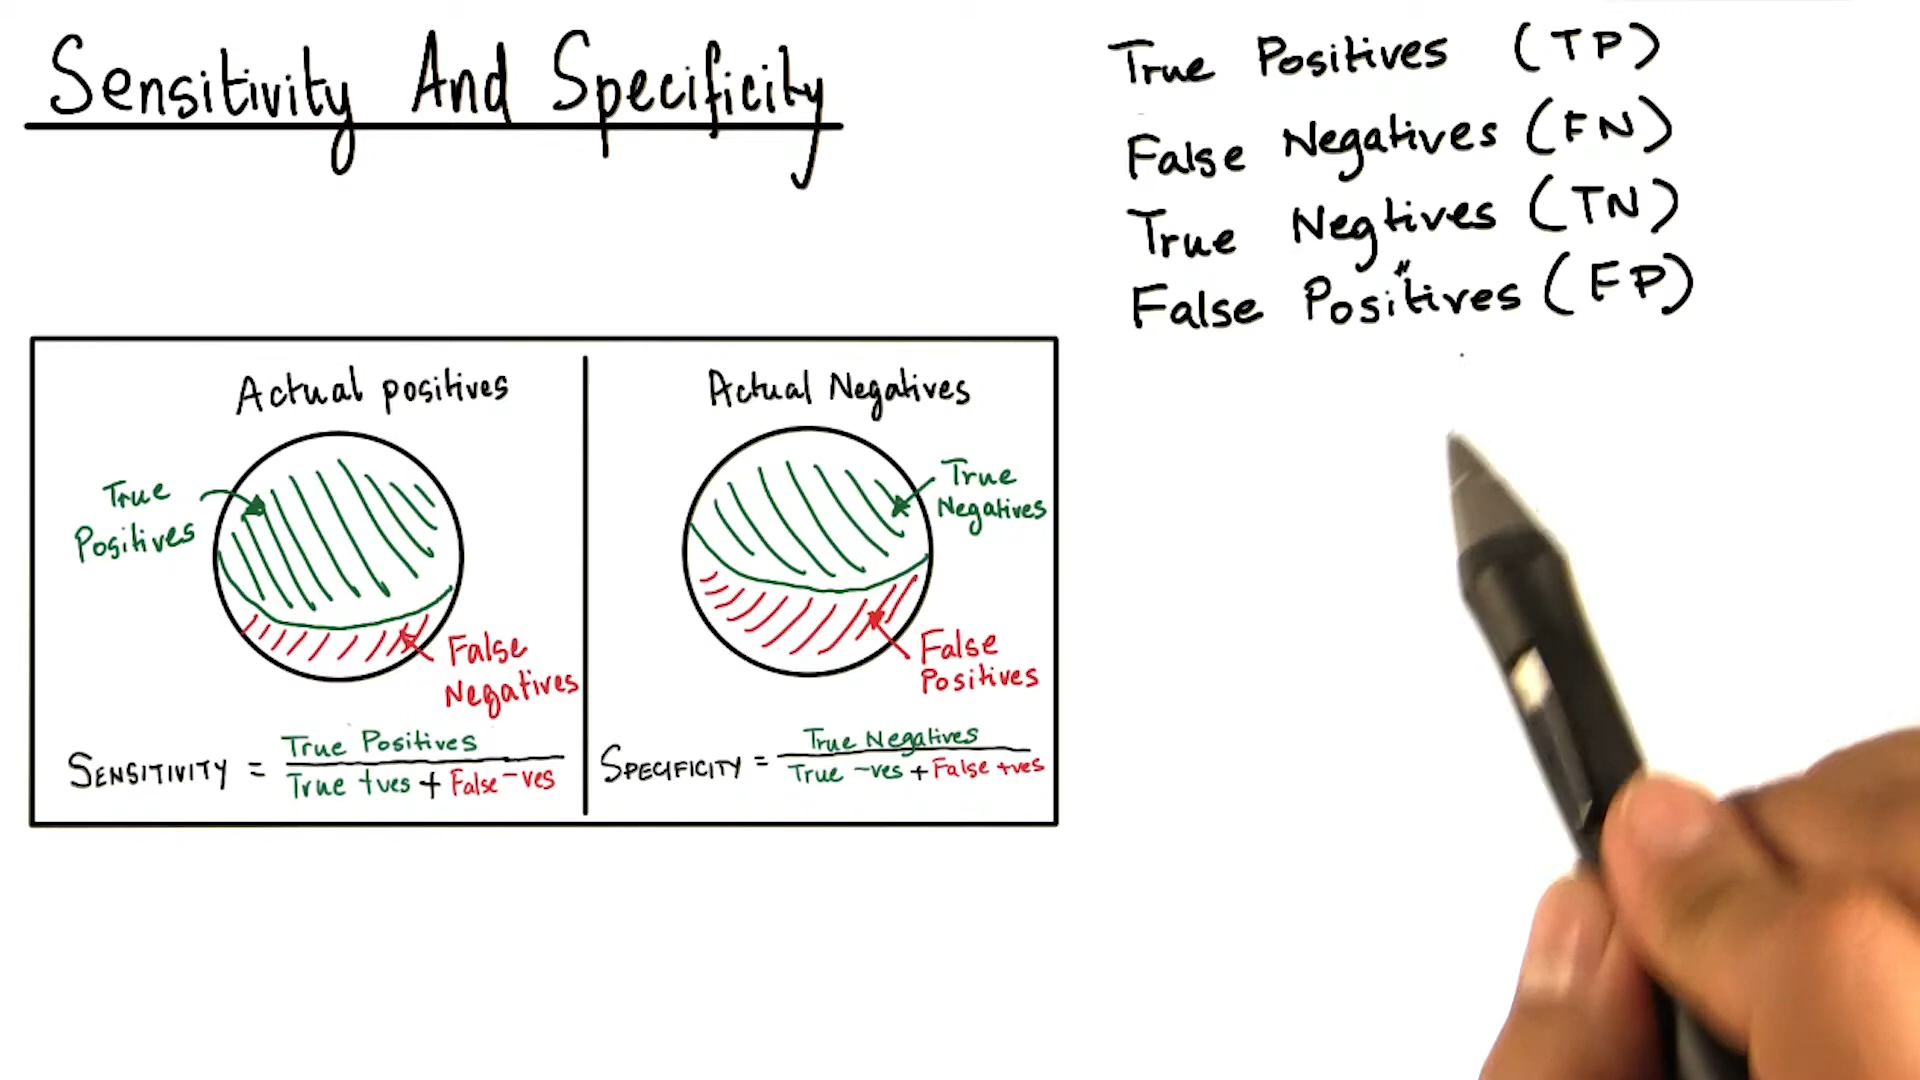 Sensitivity And Specificity
True Positives (TP)
False Negatives (FN)
True Negtives (TN)
False Positives (FP)
Actual positives
True
Positives
False
Negatives
SENSITIVITY = True Positives
True +ves + False -ves
Actual Negatives
True
Negatives
False
Positives
SPECIFICITY = True Negatives
True -ves + False +ves